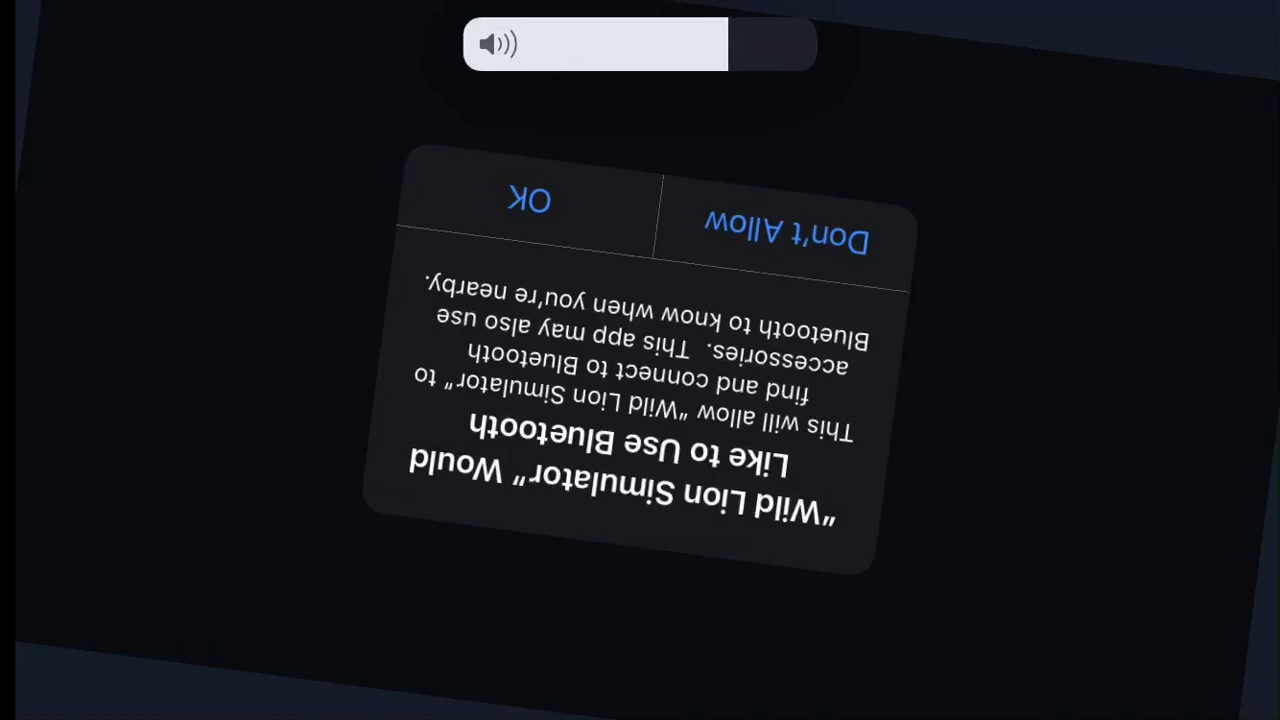 "Wild Lion Simulator" Would
Like to Use Bluetooth
This will allow "Wild Lion Simulator" to
find and connect to Bluetooth
accessories.  This app may also use
Bluetooth to know when you're nearby.
Don't Allow
OK